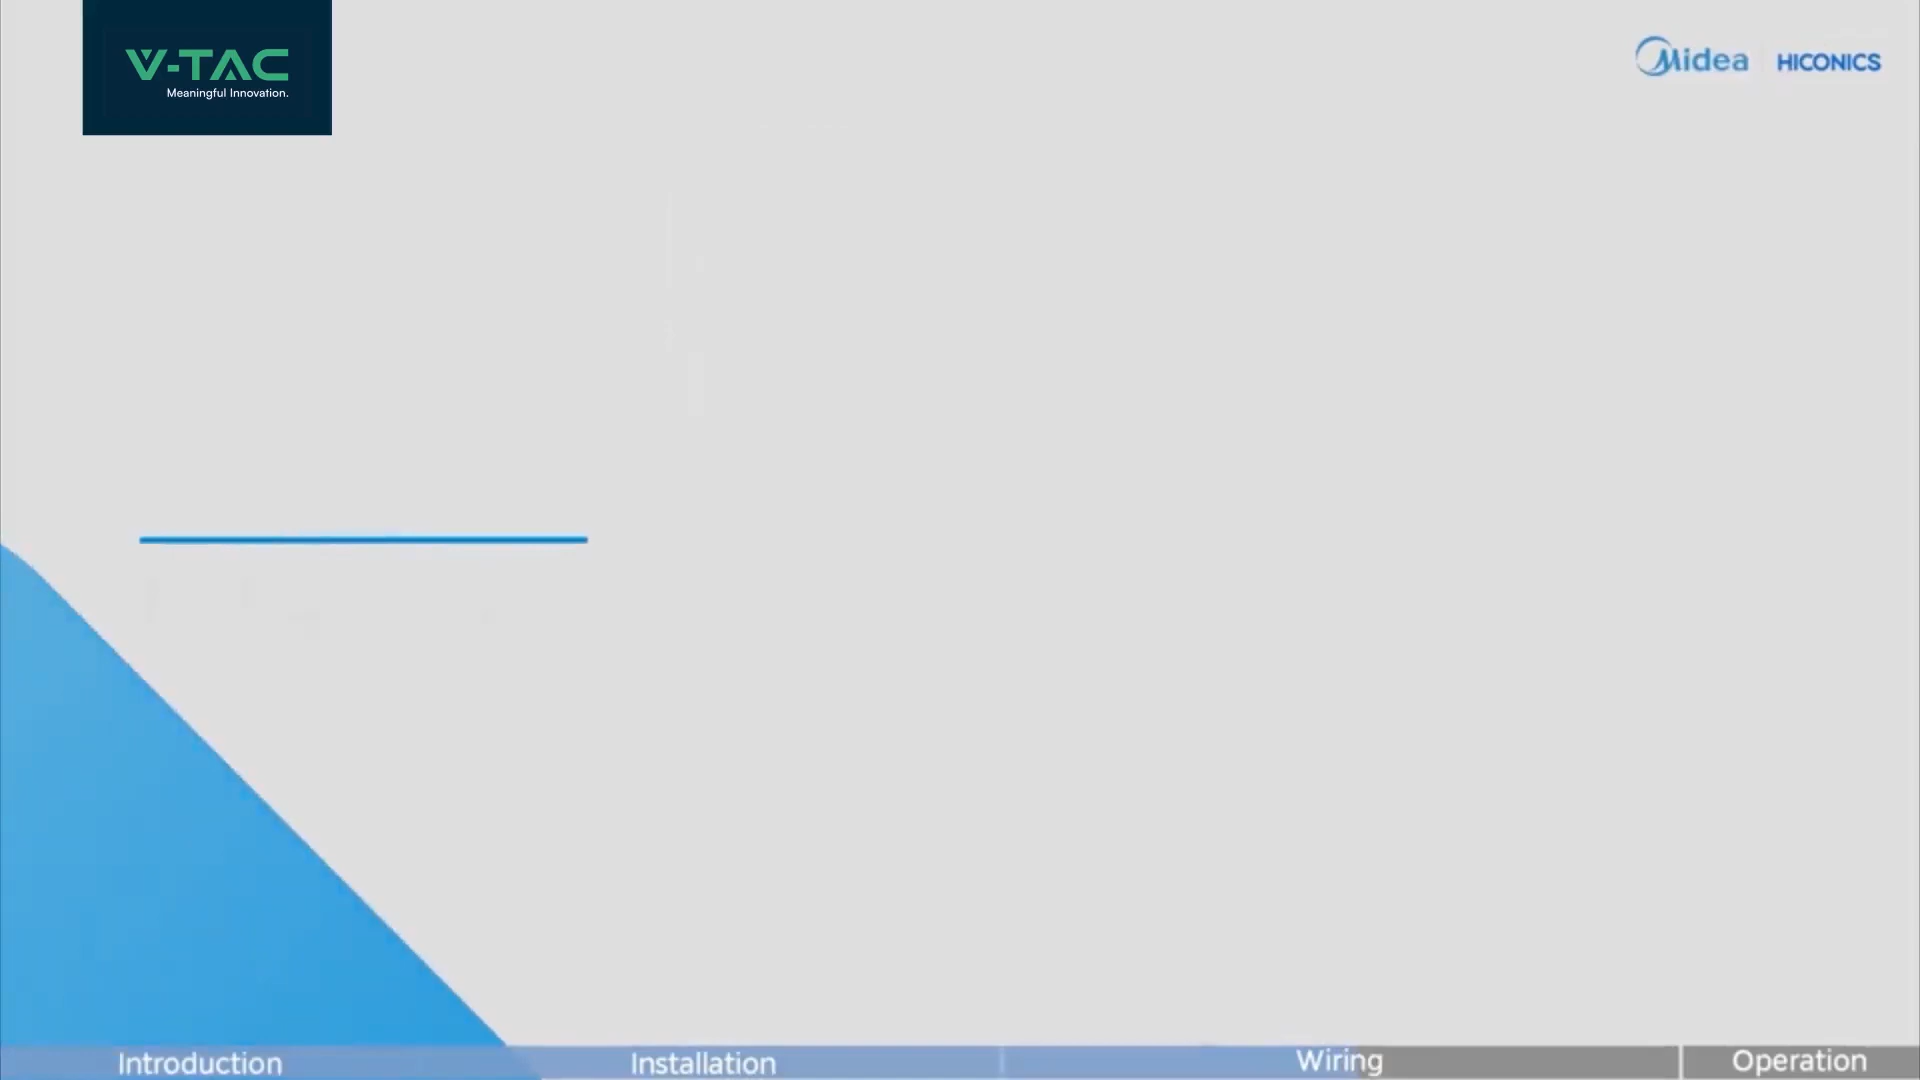 V-TAC
Meaningful Innovation.
Midea
HICONICS
Introduction
Installation
Wiring
Operation